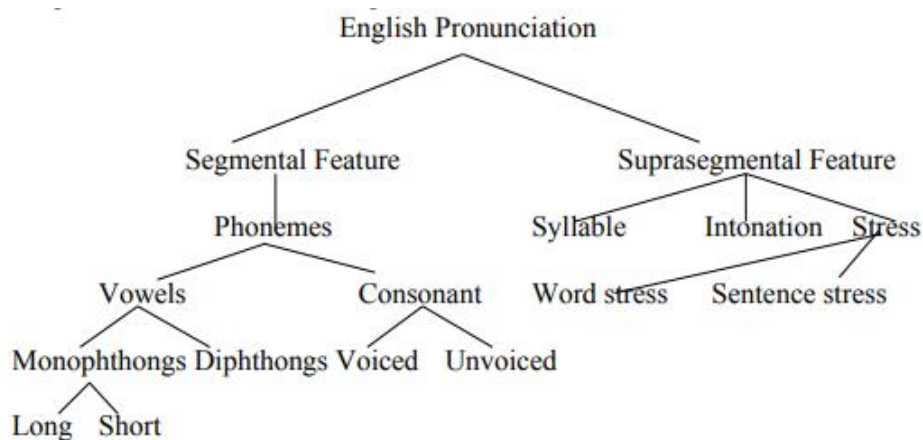 English Pronunciation
Segmental Feature Suprasegmental Feature
Phonemes Syllable Intonation Stress
Vowels Consonant Word stress Sentence stress
Monophthongs Diphthongs Voiced Unvoiced
Long Short